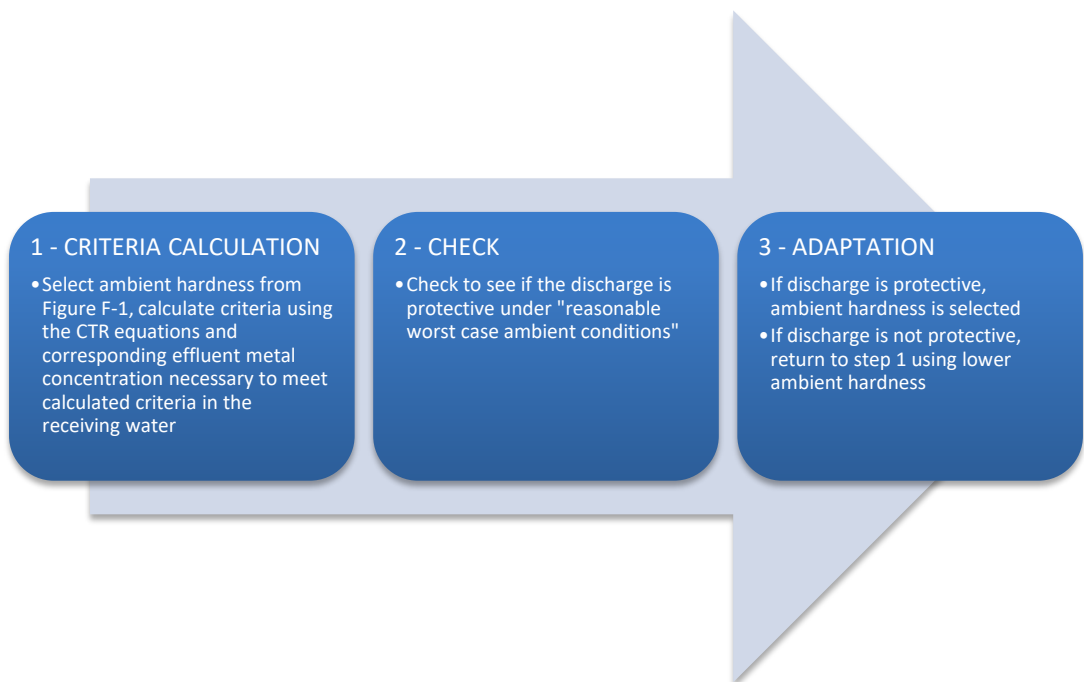 1 - CRITERIA CALCULATION
•Select ambient hardness from
Figure F-1, calculate criteria using
the CTR equations and
corresponding effluent metal
concentration necessary to meet
calculated criteria in the
receiving water
2 - CHECK
•Check to see if the discharge is
protective under "reasonable
worst case ambient conditions"
3 - ADAPTATION
•If discharge is protective,
ambient hardness is selected
•If discharge is not protective,
return to step 1 using lower
ambient hardness